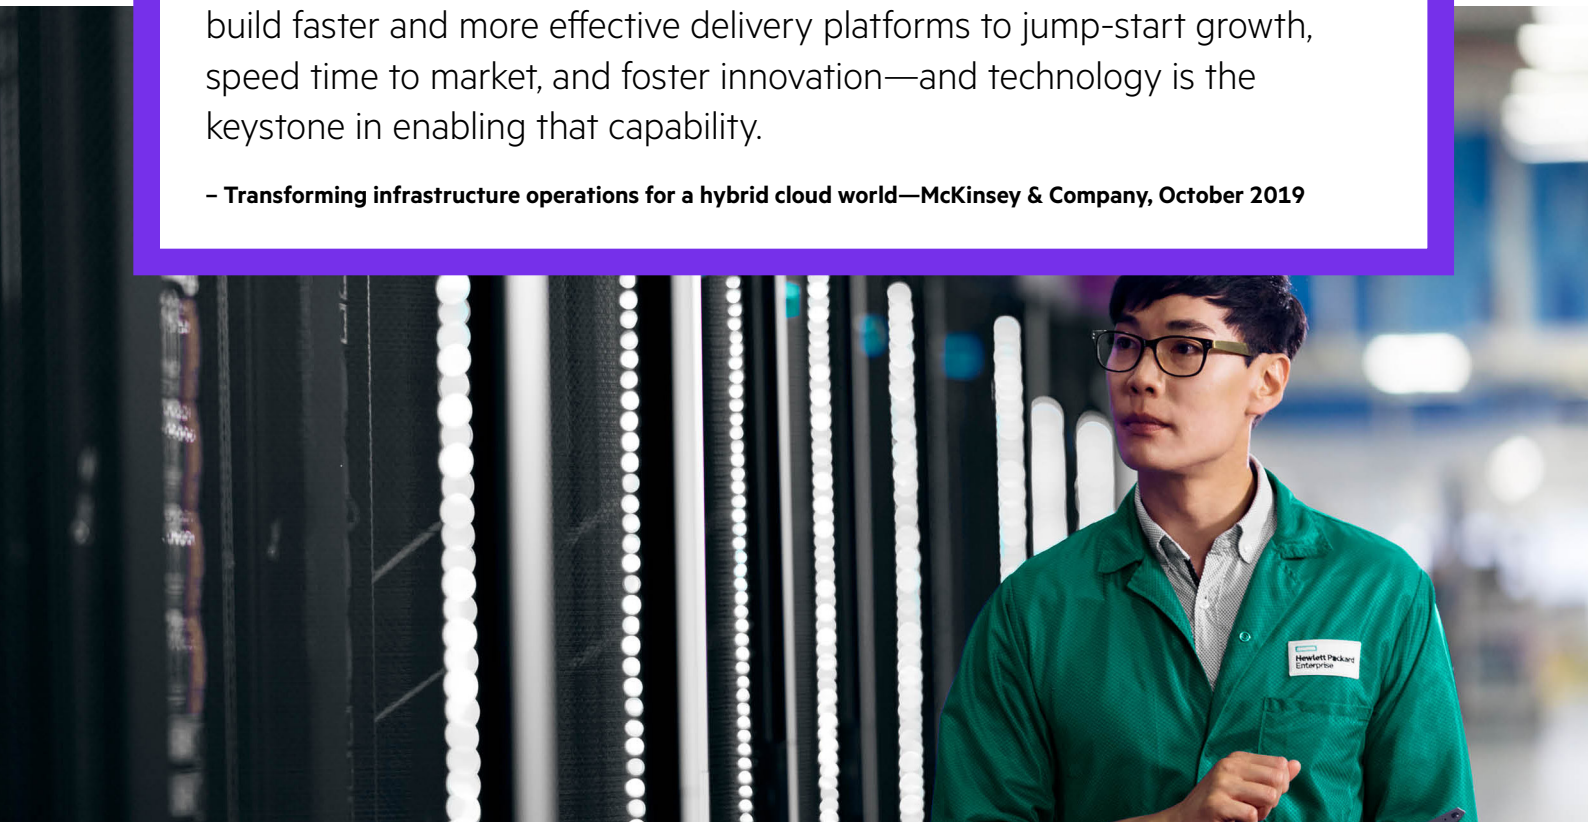 build faster and more effective delivery platforms to jump-start growth,
speed time to market, and foster innovation—and technology is the
keystone in enabling that capability.
– Transforming infrastructure operations for a hybrid cloud world—McKinsey & Company, October 2019
Hewlett Packard
Enterprise